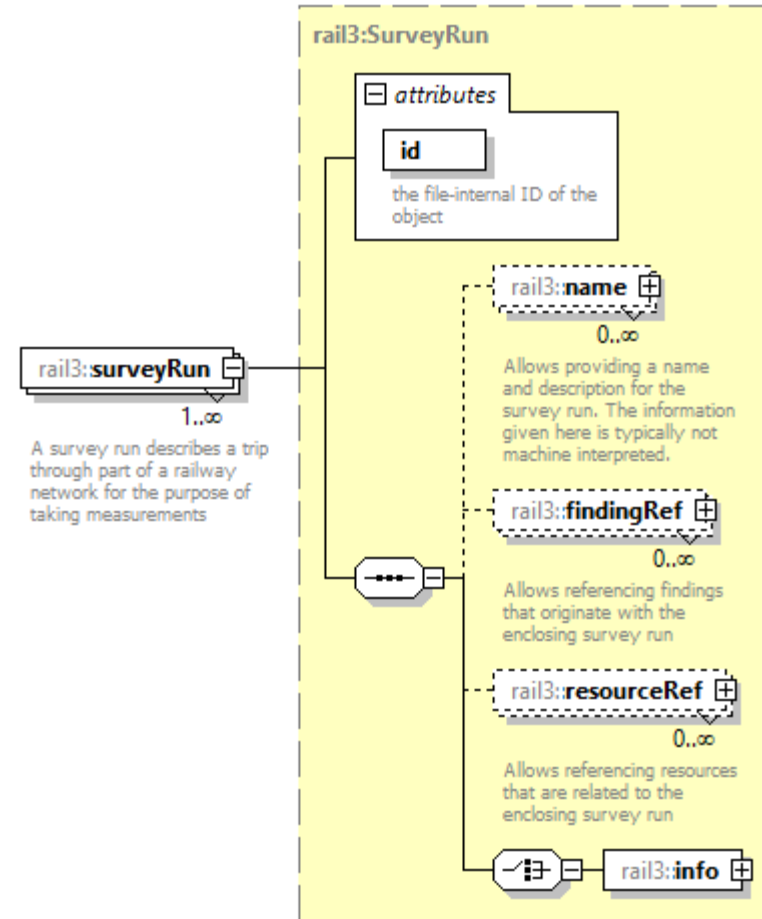 rail3:SurveyRun
attributes
id
the file-internal ID of the
object
rail3::name
0..∞
Allows providing a name
and description for the
survey run. The information
given here is typically not
machine interpreted.
rail3::surveyRun
1..∞
A survey run describes a trip
through part of a railway
network for the purpose of
taking measurements
rail3::findingRef
0..∞
Allows referencing findings
that originate with the
enclosing survey run
rail3::resourceRef
0..∞
Allows referencing resources
that are related to the
enclosing survey run
rail3::info